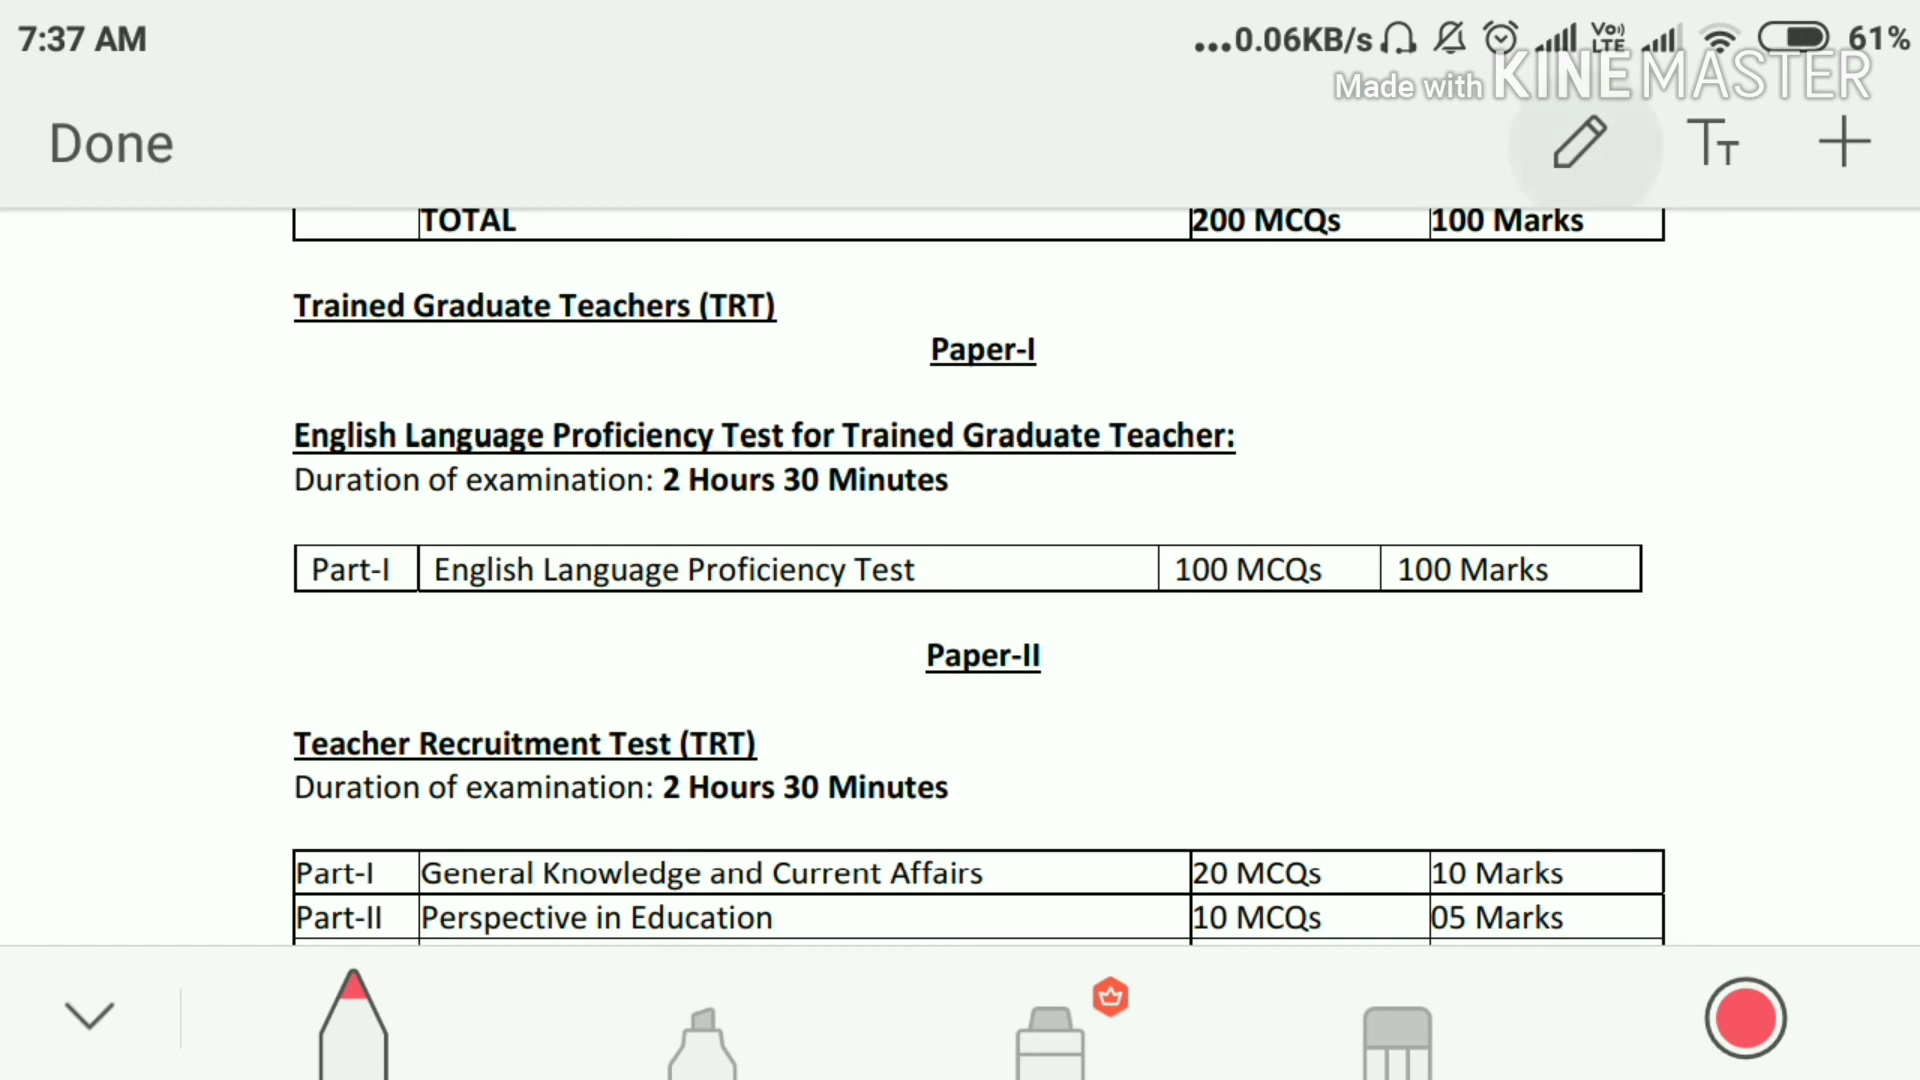 7:37 AM
...0.06KB/s Vo)) LTE 61%
Made with KINEMASTER
Done
TT
TOTAL 200 MCQs 100 Marks
Trained Graduate Teachers (TRT)
Paper-I
English Language Proficiency Test for Trained Graduate Teacher:
Duration of examination: 2 Hours 30 Minutes
Part-I English Language Proficiency Test 100 MCQs 100 Marks
Paper-II
Teacher Recruitment Test (TRT)
Duration of examination: 2 Hours 30 Minutes
Part-I General Knowledge and Current Affairs 20 MCQs 10 Marks
Part-II Perspective in Education 10 MCQs 05 Marks